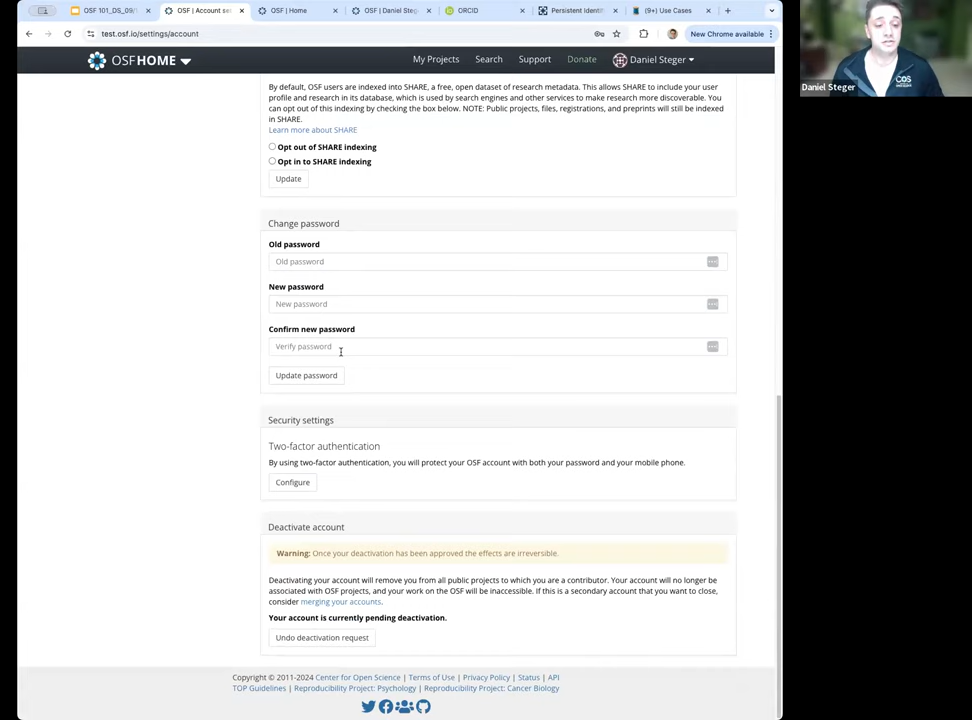 OSF 101_DS_09/
OSF | Account se
OSF | Home
OSF | Daniel Steg
ORCID
Persistent Identif
(9+) Use Cases
test.osf.io/settings/account
New Chrome available
OSFHOME
My Projects
Search
Support
Donate
Daniel Steger
COS
Daniel Steger
By default, OSF users are indexed into SHARE, a free, open dataset of research metadata. This allows SHARE to include your user
profile and research in its database, which is used by search engines and other services to make research more discoverable. You
can opt out of this indexing by checking the box below. NOTE: Public projects, files, registrations, and preprints will still be indexed
in SHARE.
Learn more about SHARE
Opt out of SHARE indexing
Opt in to SHARE indexing
Update
Change password
Old password
Old password
New password
New password
Confirm new password
Verify password
Update password
Security settings
Two-factor authentication
By using two-factor authentication, you will protect your OSF account with both your password and your mobile phone.
Configure
Deactivate account
Warning: Once your deactivation has been approved the effects are irreversible.
Deactivating your account will remove you from all public projects to which you are a contributor. Your account will no longer be
associated with OSF projects, and your work on the OSF will be inaccessible. If this is a secondary account that you want to close,
consider merging your accounts.
Your account is currently pending deactivation.
Undo deactivation request
Copyright © 2011-2024 Center for Open Science | Terms of Use | Privacy Policy | Status | API
TOP Guidelines | Reproducibility Project: Psychology | Reproducibility Project: Cancer Biology